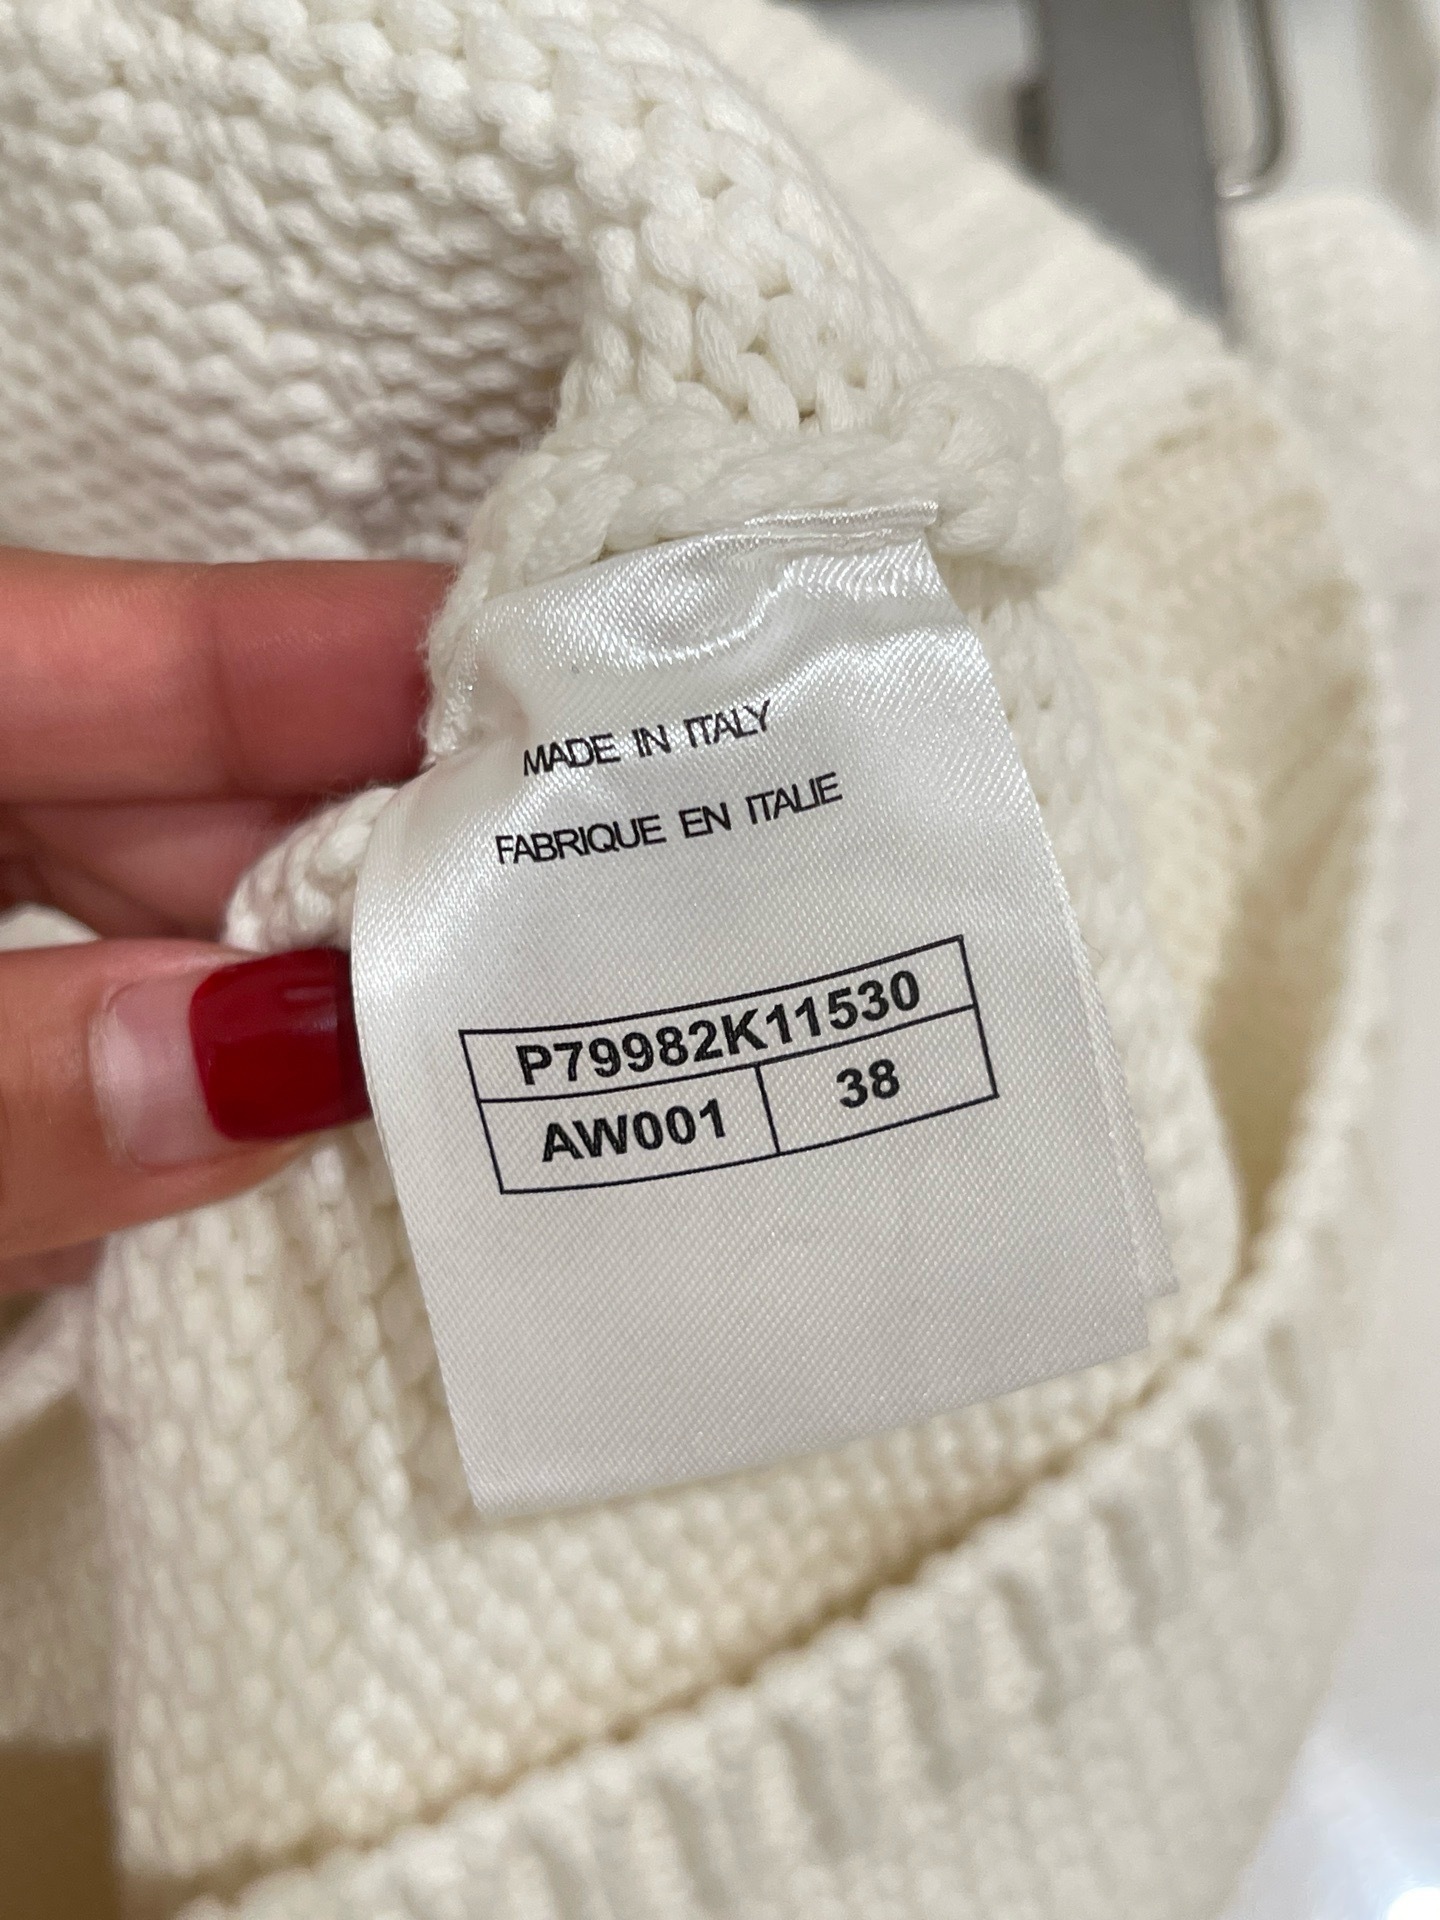 MADE IN ITALY
FABRIQUE EN ITALIE
P79982K11530
AW001 38